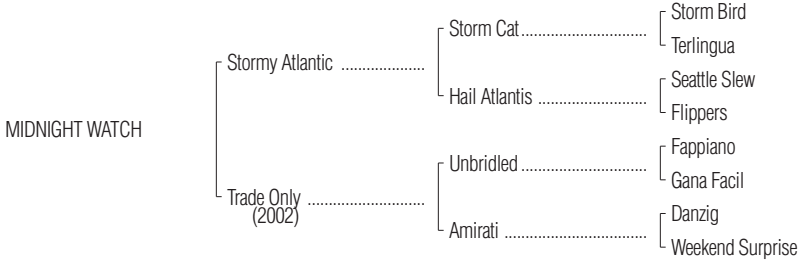 Storm Bird
Storm Cat..............................
Terlingua
Stormy Atlantic ....................
Seattle Slew
Hail Atlantis ..........................
Flippers
MIDNIGHT WATCH
Fappiano
Unbridled..............................
Gana Facil
Trade Only ............................
(2002)
Danzig
Amirati ..................................
Weekend Surprise